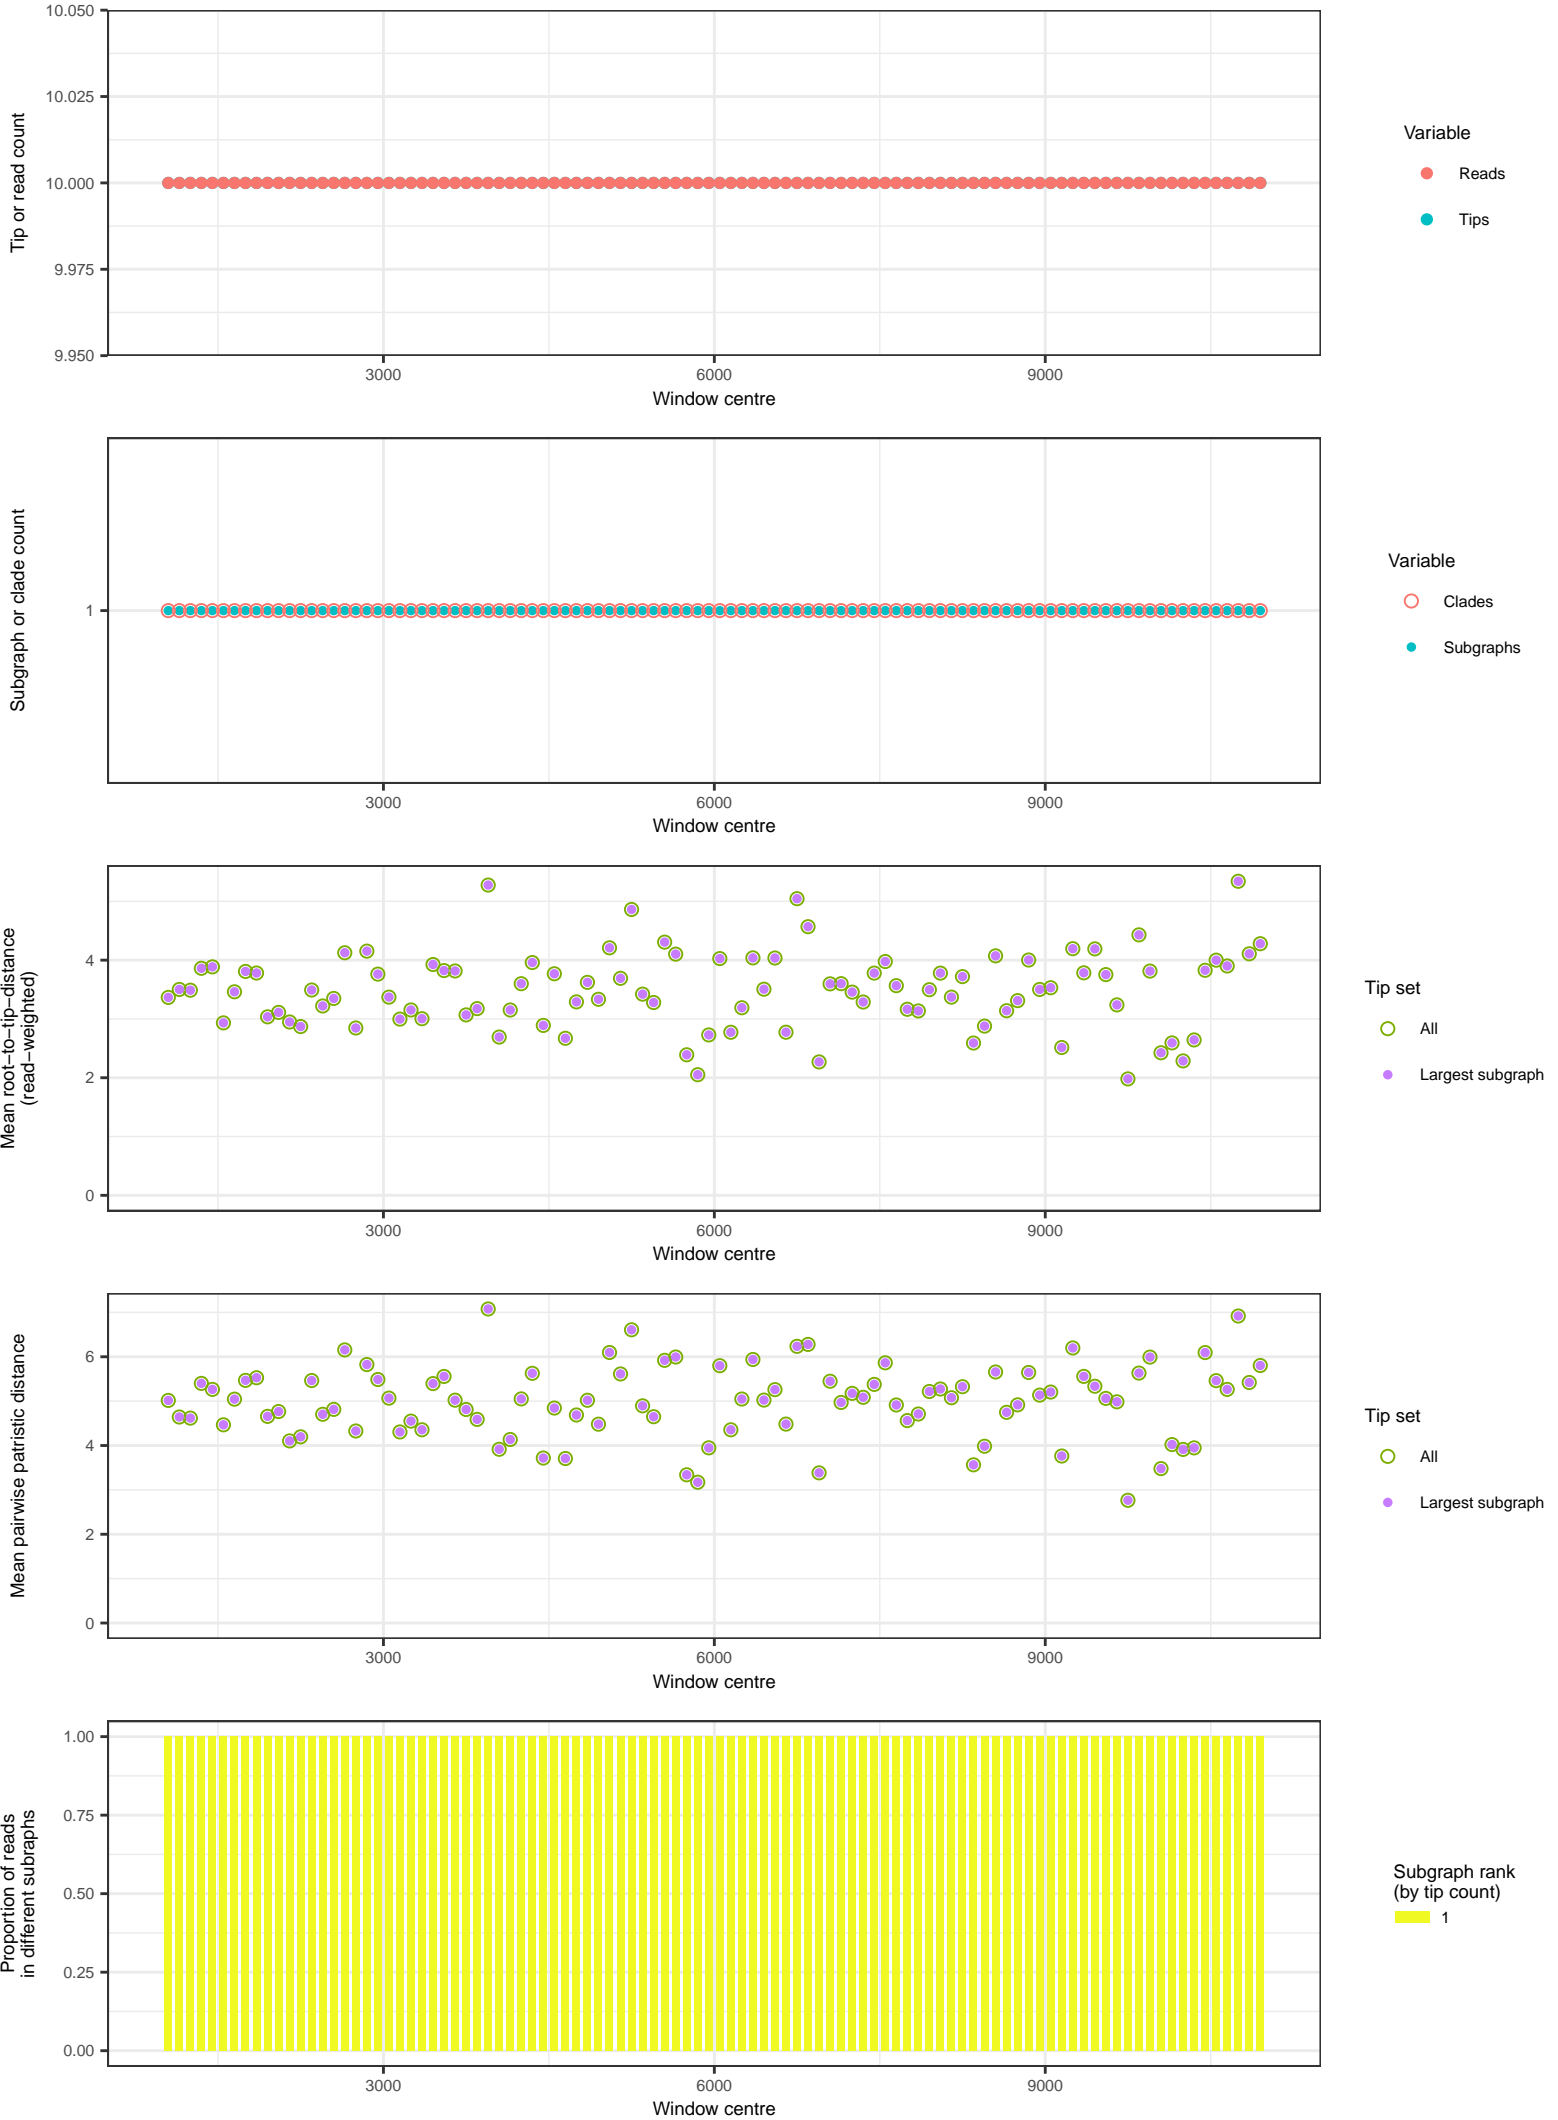 10.050
10.025
10.000
9.975
9.950
Tip or read count
3000
6000
9000
Window centre
Variable
Reads
Tips
1
Subgraph or clade count
3000
6000
9000
Window centre
Variable
Clades
Subgraphs
4
2
0
Mean root−to−tip−distance
(read−weighted)
3000
6000
9000
Window centre
Tip set
All
Largest subgraph
6
4
2
0
Mean pairwise patristic distance
3000
6000
9000
Window centre
Tip set
All
Largest subgraph
1.00
0.75
0.50
0.25
0.00
Proportion of reads
in different subraphs
3000
6000
9000
Window centre
Subgraph rank
(by tip count)
1